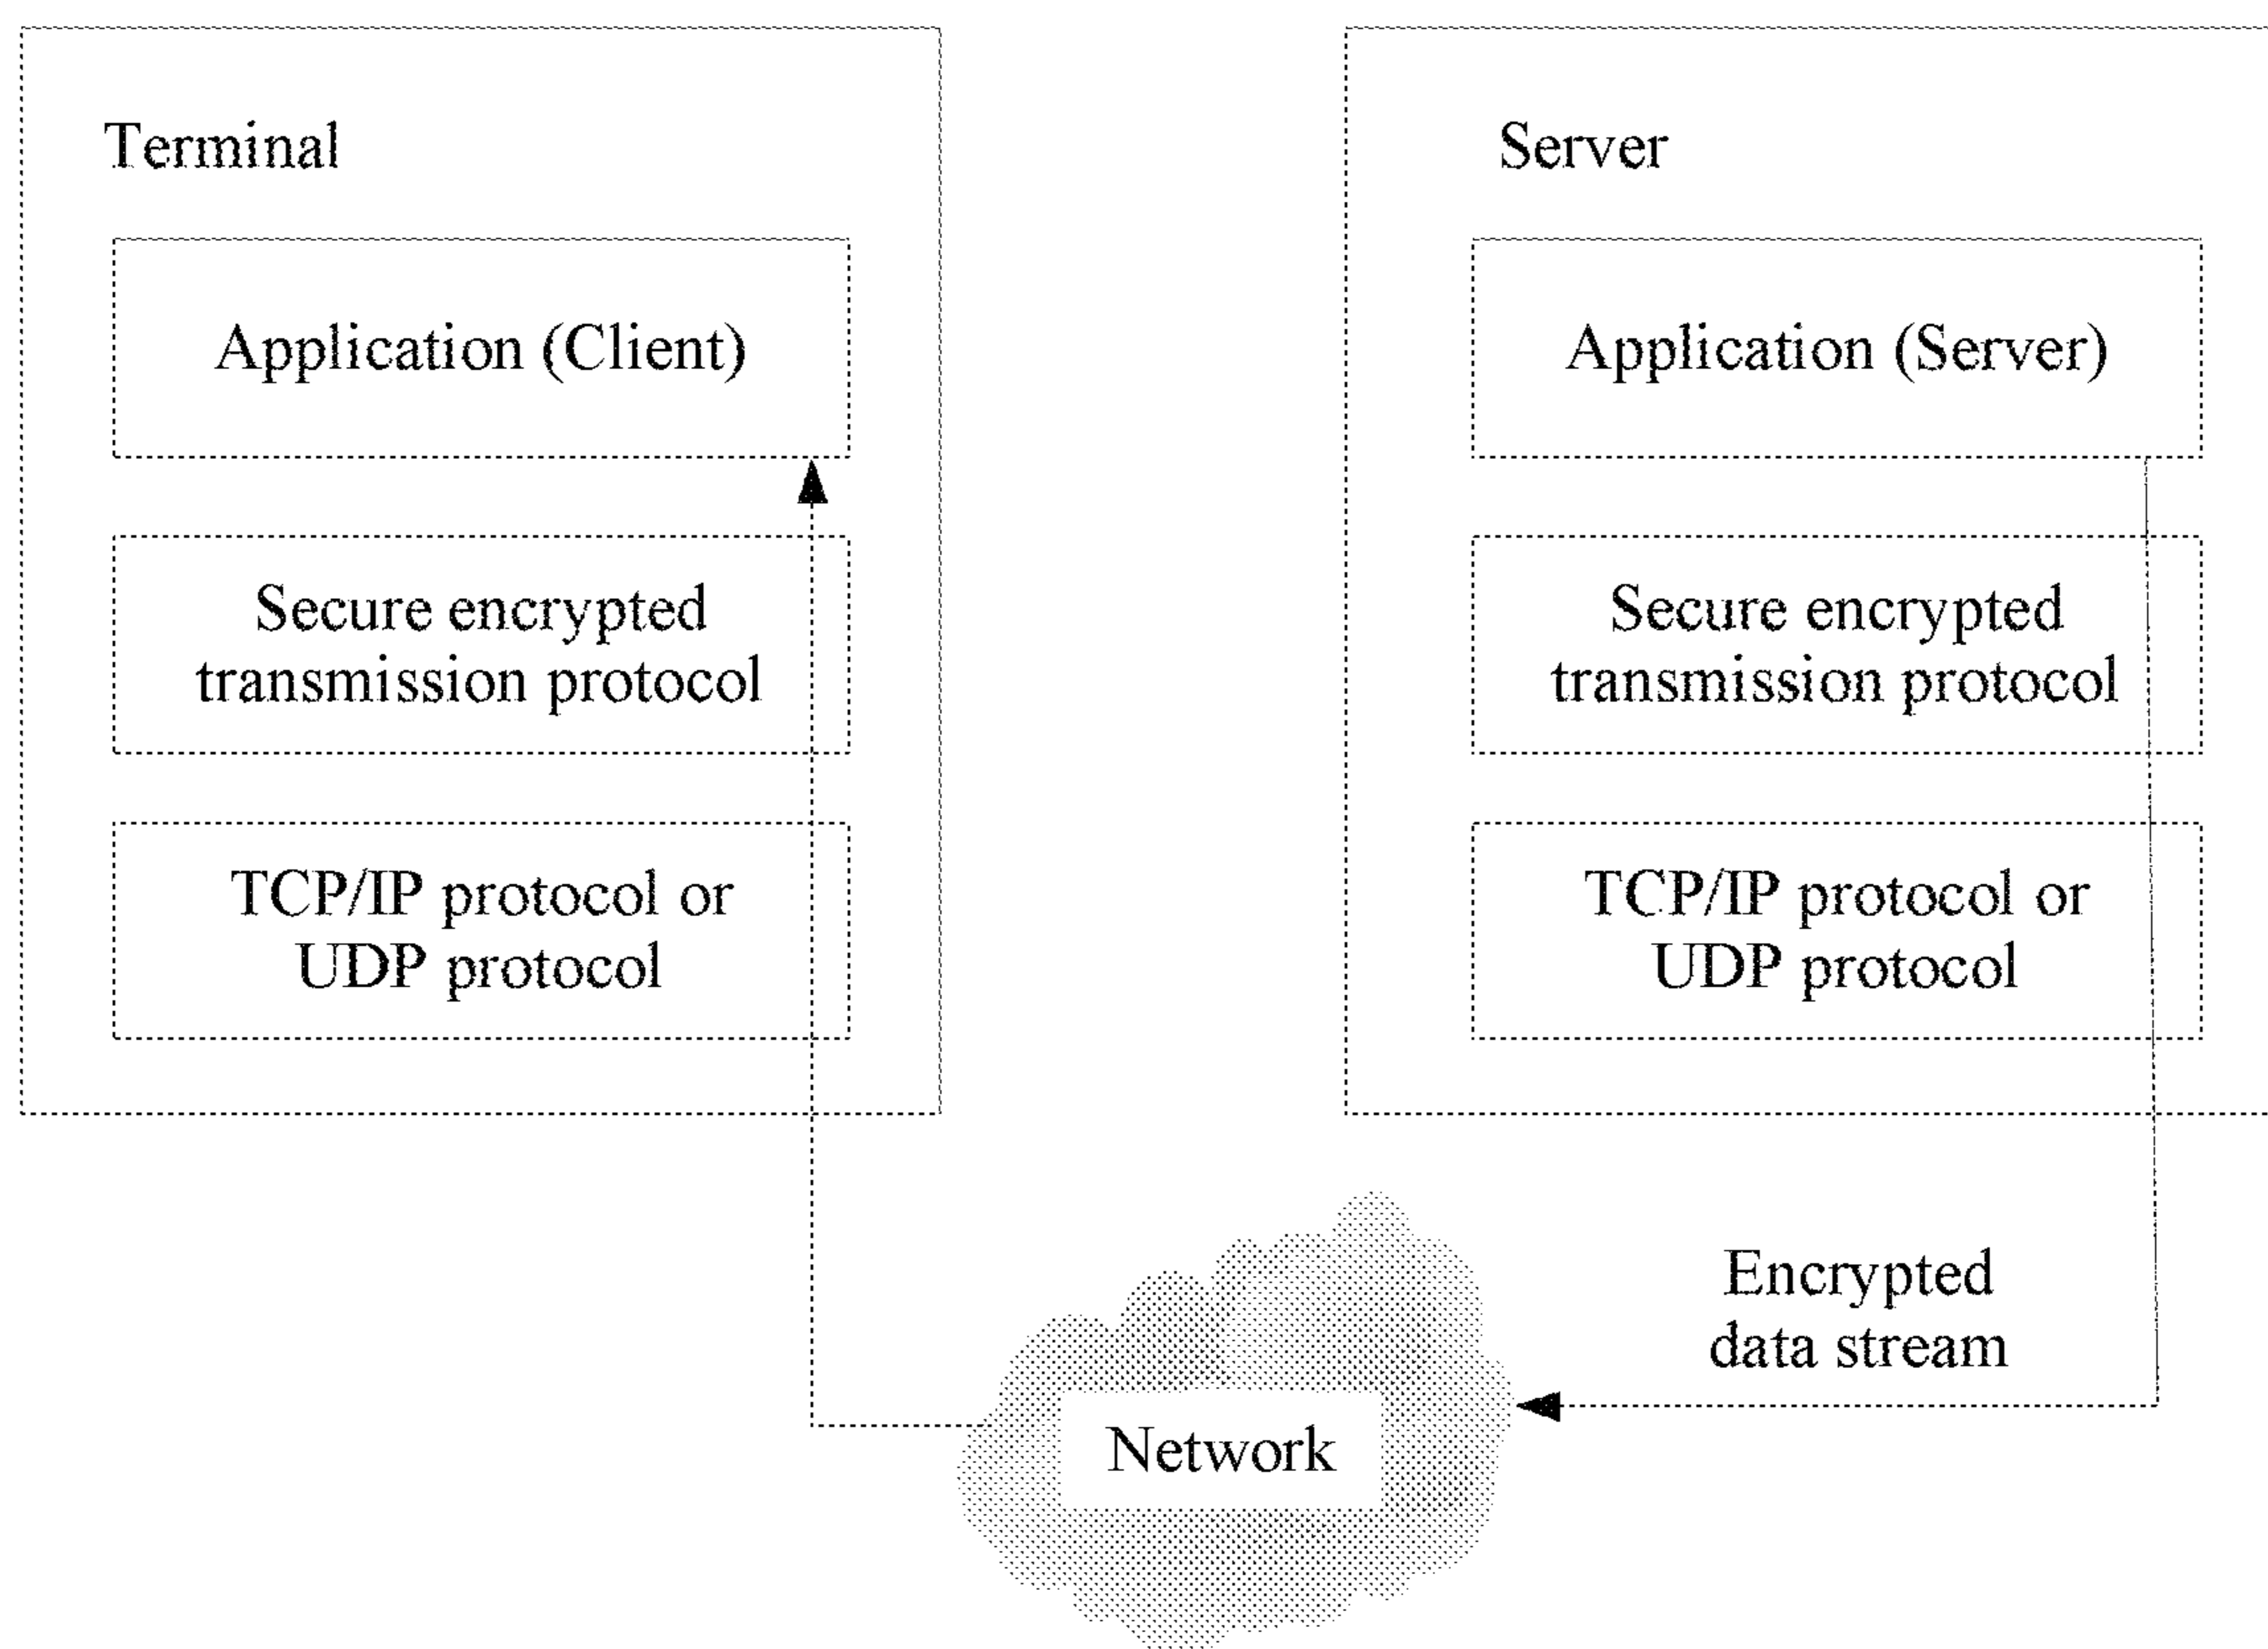 Terminal
Application (Client)
Secure encrypted
transmission protocol
TCP/IP protocol or
UDP protocol
Server
Application (Server)
Secure encrypted
transmission protocol
TCP/IP protocol or
UDP protocol
Encrypted
data stream
Network